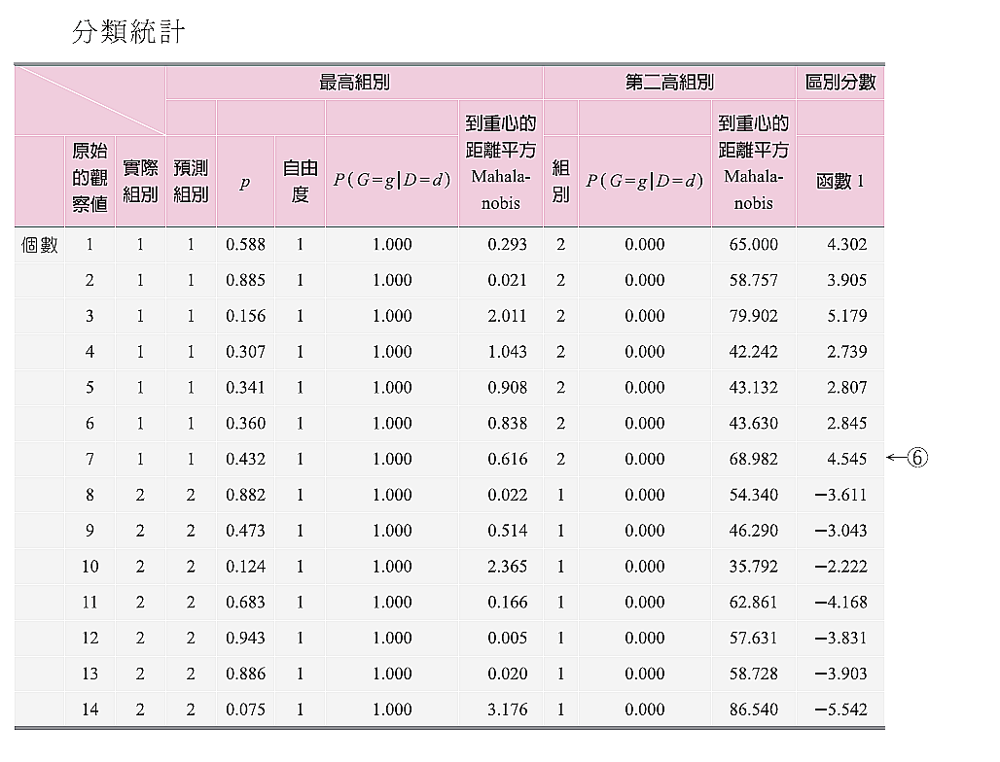 分類統計
最高組別 第二高組別 區別分數
原始的觀察值 實際組別 預測組別 p 自由度 P(G=g|D=d) 到重心的距離平方Mahala-nobis 組別 P(G=g|D=d) 到重心的距離平方Mahala-nobis 函數1
個數 1 1 1 0.588 1 1.000 0.293 2 0.000 65.000 4.302
2 1 1 0.885 1 1.000 0.021 2 0.000 58.757 3.905
3 1 1 0.156 1 1.000 2.011 2 0.000 79.902 5.179
4 1 1 0.307 1 1.000 1.043 2 0.000 42.242 2.739
5 1 1 0.341 1 1.000 0.908 2 0.000 43.132 2.807
6 1 1 0.360 1 1.000 0.838 2 0.000 43.630 2.845
7 1 1 0.432 1 1.000 0.616 2 0.000 68.982 4.545 ←⑥
8 2 2 0.882 1 1.000 0.022 1 0.000 54.340 −3.611
9 2 2 0.473 1 1.000 0.514 1 0.000 46.290 −3.043
10 2 2 0.124 1 1.000 2.365 1 0.000 35.792 −2.222
11 2 2 0.683 1 1.000 0.166 1 0.000 62.861 −4.168
12 2 2 0.943 1 1.000 0.005 1 0.000 57.631 −3.831
13 2 2 0.886 1 1.000 0.020 1 0.000 58.728 −3.903
14 2 2 0.075 1 1.000 3.176 1 0.000 86.540 −5.542